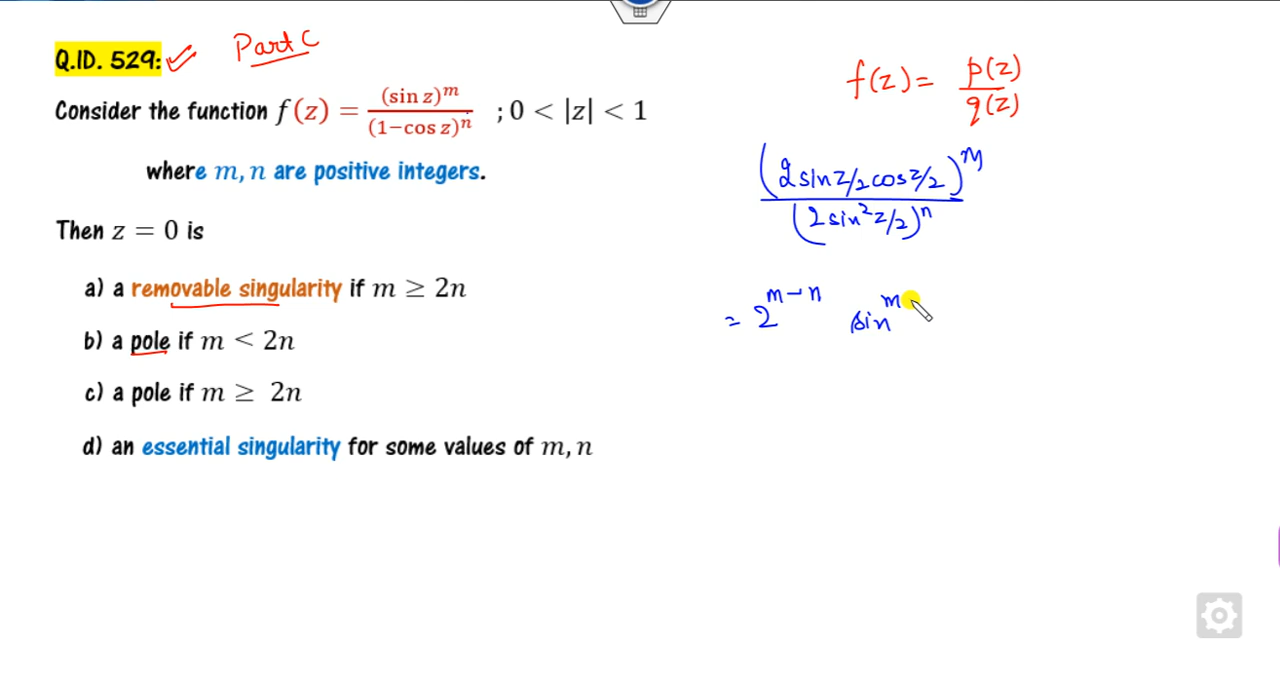 Q.ID. 529: Part C
Consider the function f(z) = (sin z)^m / (1−cos z)^n ; 0 < |z| < 1
where m, n are positive integers.
Then z = 0 is
a) a removable singularity if m ≥ 2n
b) a pole if m < 2n
c) a pole if m ≥ 2n
d) an essential singularity for some values of m, n
f(z) = p(z) / q(z)
(2 sin z/2 cos z/2)^m / (2 sin² z/2)^n
= 2^(m−n) sin^m